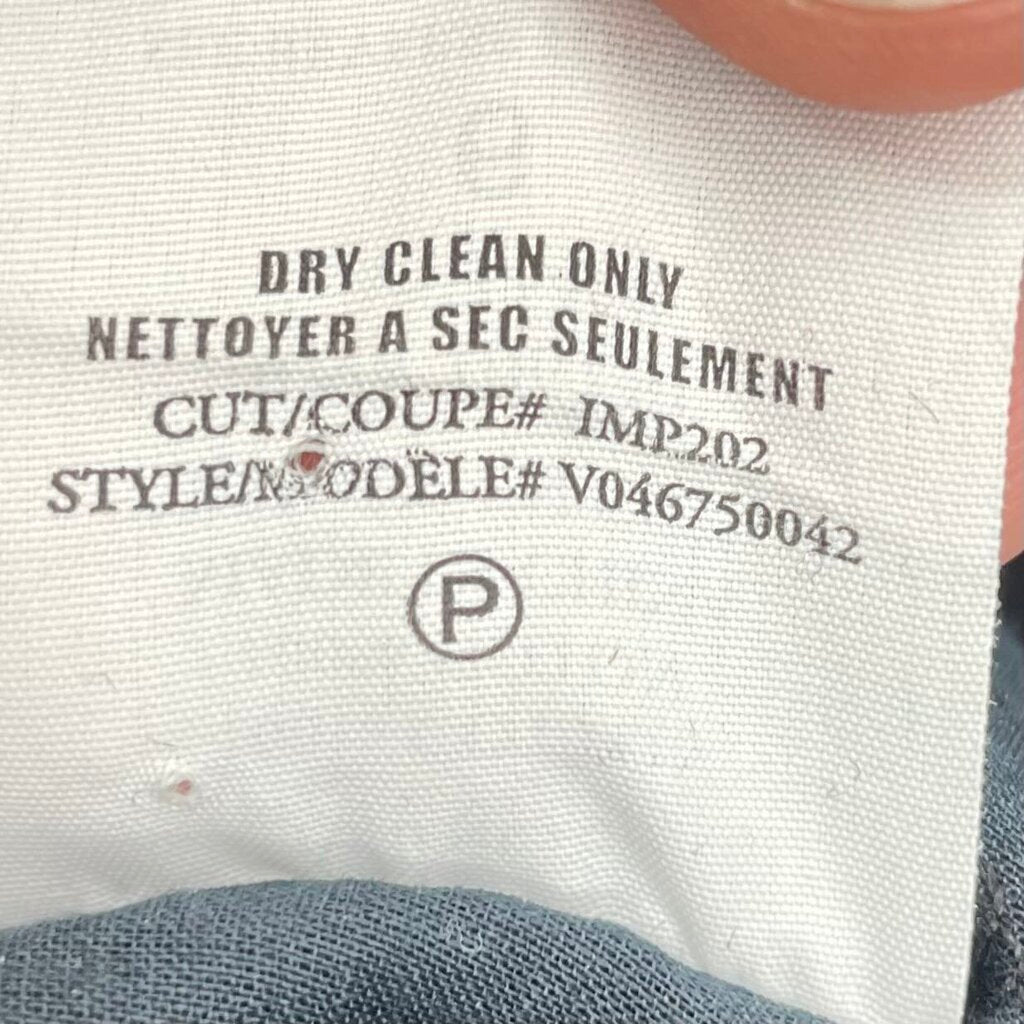 DRY CLEAN ONLY
NETTOYER A SEC SEULEMENT
CUT/COUPE# IMP202
STYLE/MODÈLE# V046750042
P